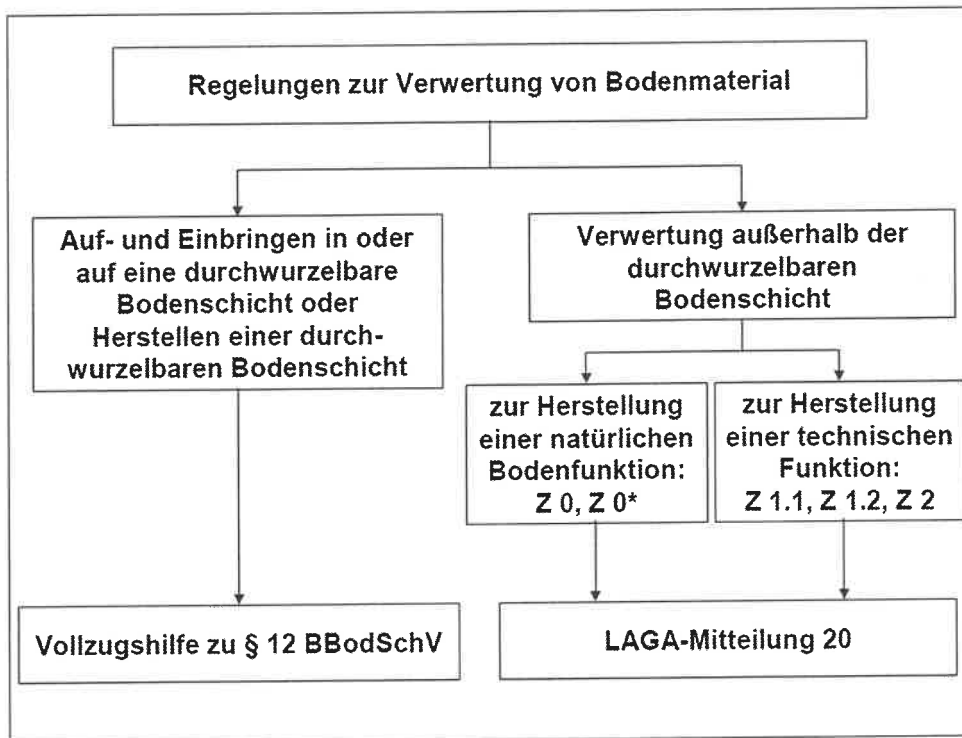 Regelungen zur Verwertung von Bodenmaterial
Auf- und Einbringen in oder
auf eine durchwurzelbare
Bodenschicht oder
Herstellen einer durch-
wurzelbaren Bodenschicht
Verwertung außerhalb der
durchwurzelbaren
Bodenschicht
zur Herstellung
einer natürlichen
Bodenfunktion:
Z 0, Z 0*
zur Herstellung
einer technischen
Funktion:
Z 1.1, Z 1.2, Z 2
Vollzugshilfe zu § 12 BBodSchV
LAGA-Mitteilung 20